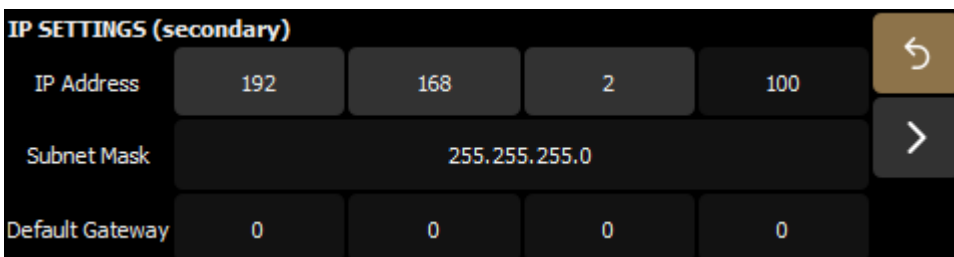 IP SETTINGS (secondary)
IP Address 192 168 2 100
Subnet Mask 255.255.255.0
Default Gateway 0 0 0 0